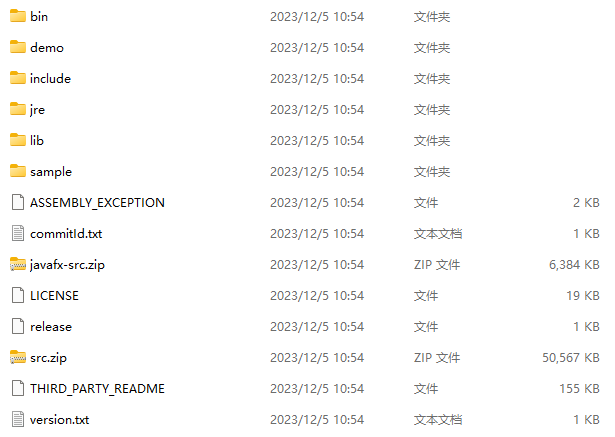 bin 2023/12/5 10:54 文件夹
demo 2023/12/5 10:54 文件夹
include 2023/12/5 10:54 文件夹
jre 2023/12/5 10:54 文件夹
lib 2023/12/5 10:54 文件夹
sample 2023/12/5 10:54 文件夹
ASSEMBLY_EXCEPTION 2023/12/5 10:54 文件 2 KB
commitId.txt 2023/12/5 10:54 文本文档 1 KB
javafx-src.zip 2023/12/5 10:54 ZIP 文件 6,384 KB
LICENSE 2023/12/5 10:54 文件 19 KB
release 2023/12/5 10:54 文件 1 KB
src.zip 2023/12/5 10:54 ZIP 文件 50,567 KB
THIRD_PARTY_README 2023/12/5 10:54 文件 155 KB
version.txt 2023/12/5 10:54 文本文档 1 KB